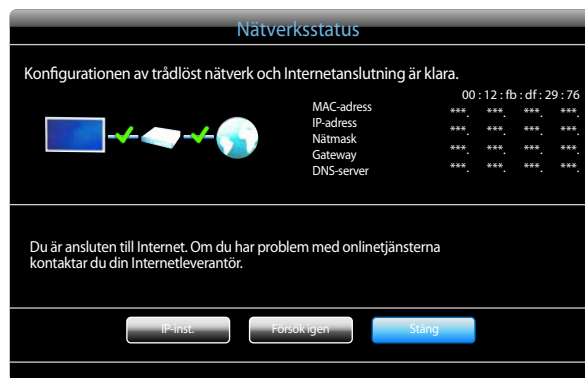 Nätverksstatus
Konfigurationen av trådlöst nätverk och Internetanslutning är klara.
MAC-adress 00 : 12 : fb : df : 29 : 76
IP-adress ***. ***. ***. ***.
Nätmask ***. ***. ***. ***.
Gateway ***. ***. ***. ***.
DNS-server ***. ***. ***. ***.
Du är ansluten till Internet. Om du har problem med onlinetjänsterna
kontaktar du din Internetleverantör.
IP-inst. Försök igen Stäng